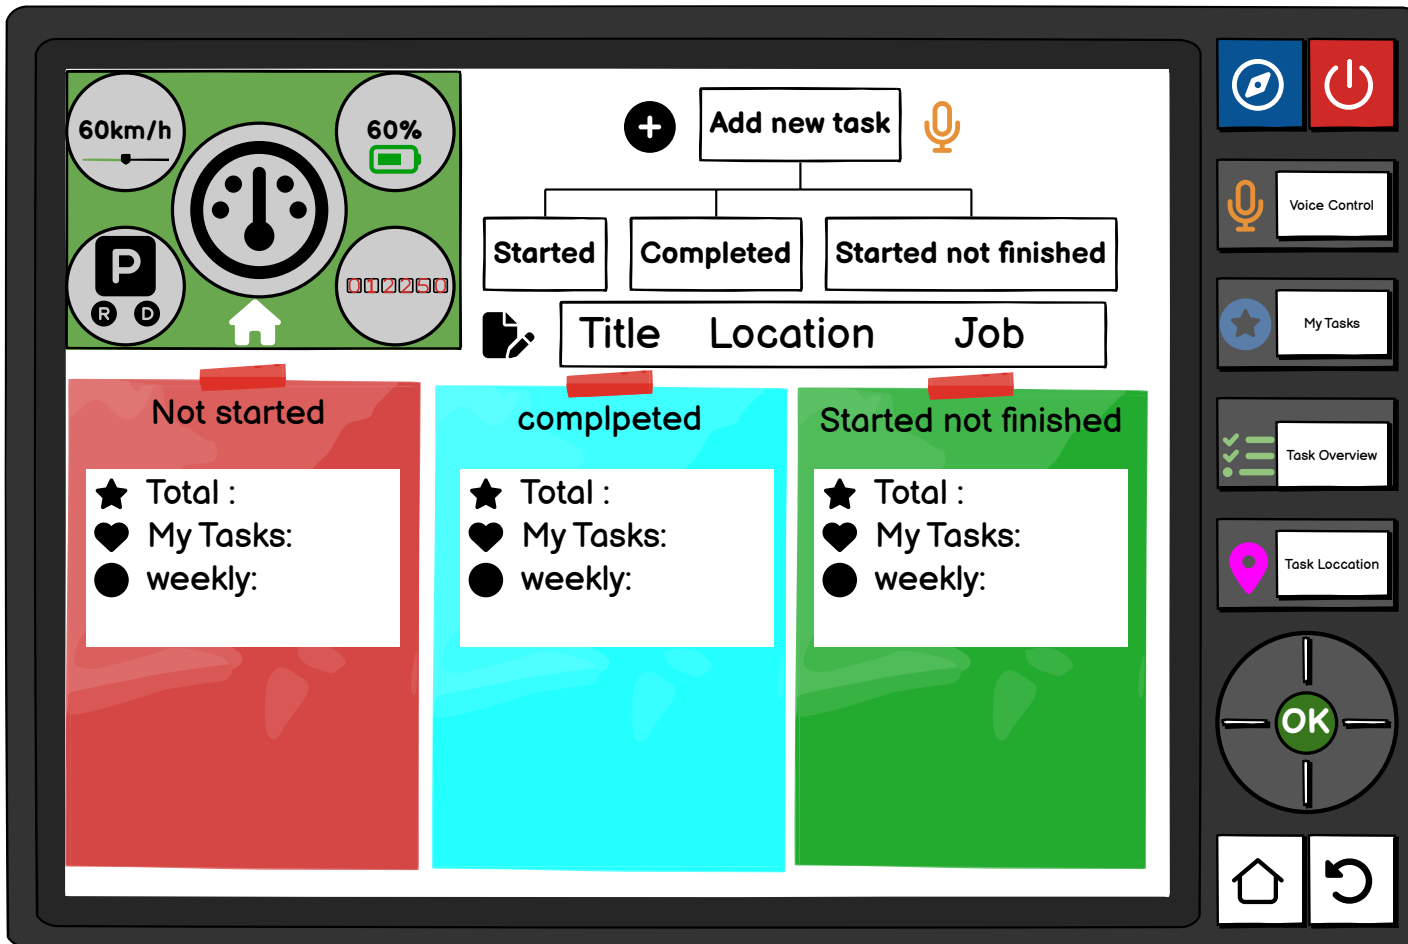 60km/h
60%
P
R D
012250
Add new task
Started
Completed
Started not finished
Title Location Job
Not started
Total :
My Tasks:
weekly:
complpeted
Total :
My Tasks:
weekly:
Started not finished
Total :
My Tasks:
weekly:
Voice Control
My Tasks
Task Overview
Task Loccation
OK